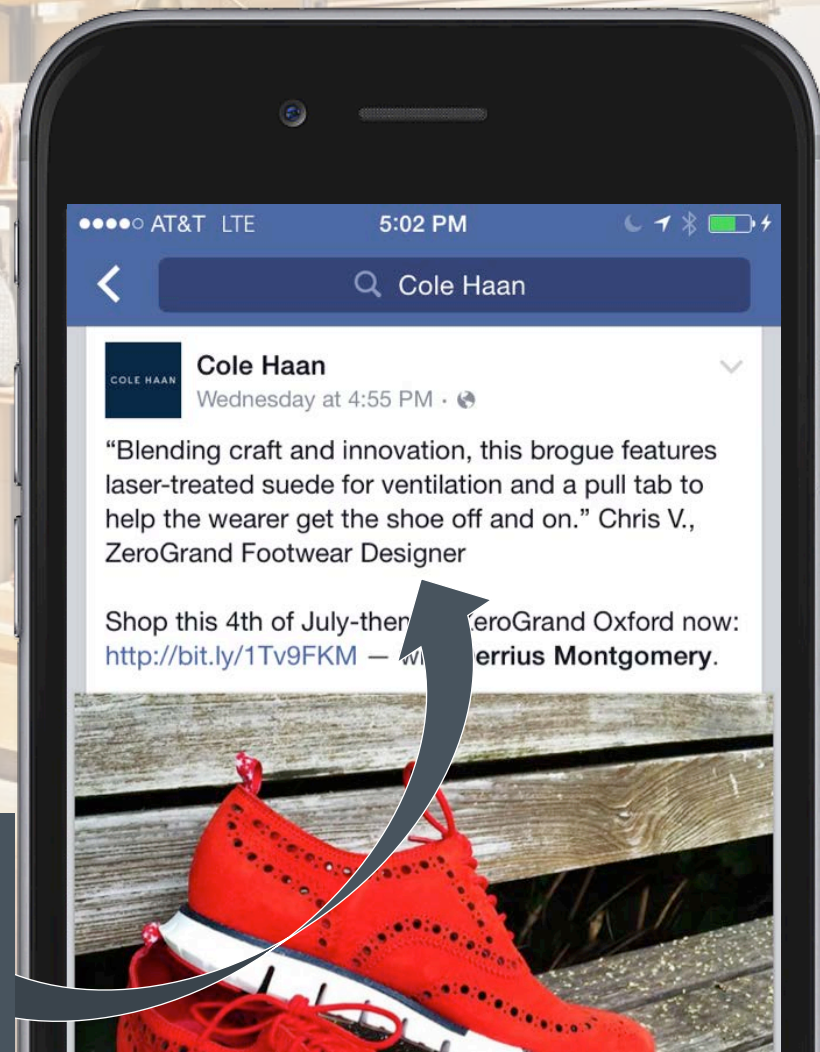 AT&T LTE 5:02 PM
Cole Haan
COLE HAAN
Cole Haan
Wednesday at 4:55 PM ·
“Blending craft and innovation, this brogue features
laser-treated suede for ventilation and a pull tab to
help the wearer get the shoe off and on.” Chris V.,
ZeroGrand Footwear Designer
Shop this 4th of July- Oxford now:
http://bit.ly/1Tv9FKM — Montgomery.